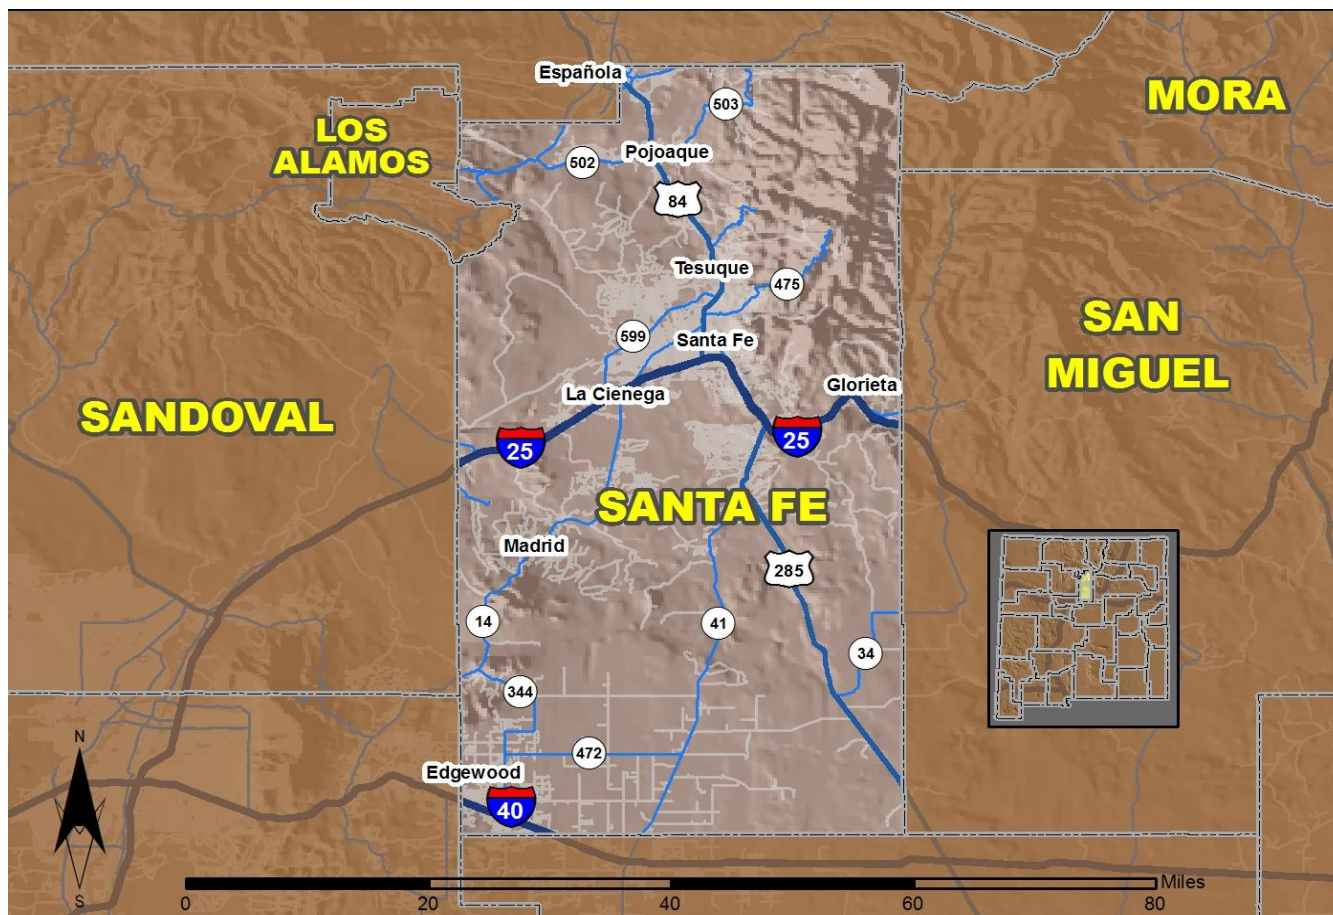 Española
MORA
503
LOS
ALAMOS
Pojoaque
502
84
Tesuque
475
SAN
MIGUEL
599
Santa Fe
Glorieta
La Cienega
SANDOVAL
25
25
SANTA FE
Madrid
285
14
41
34
344
N
472
Edgewood
40
S
Miles
0
20
40
60
80